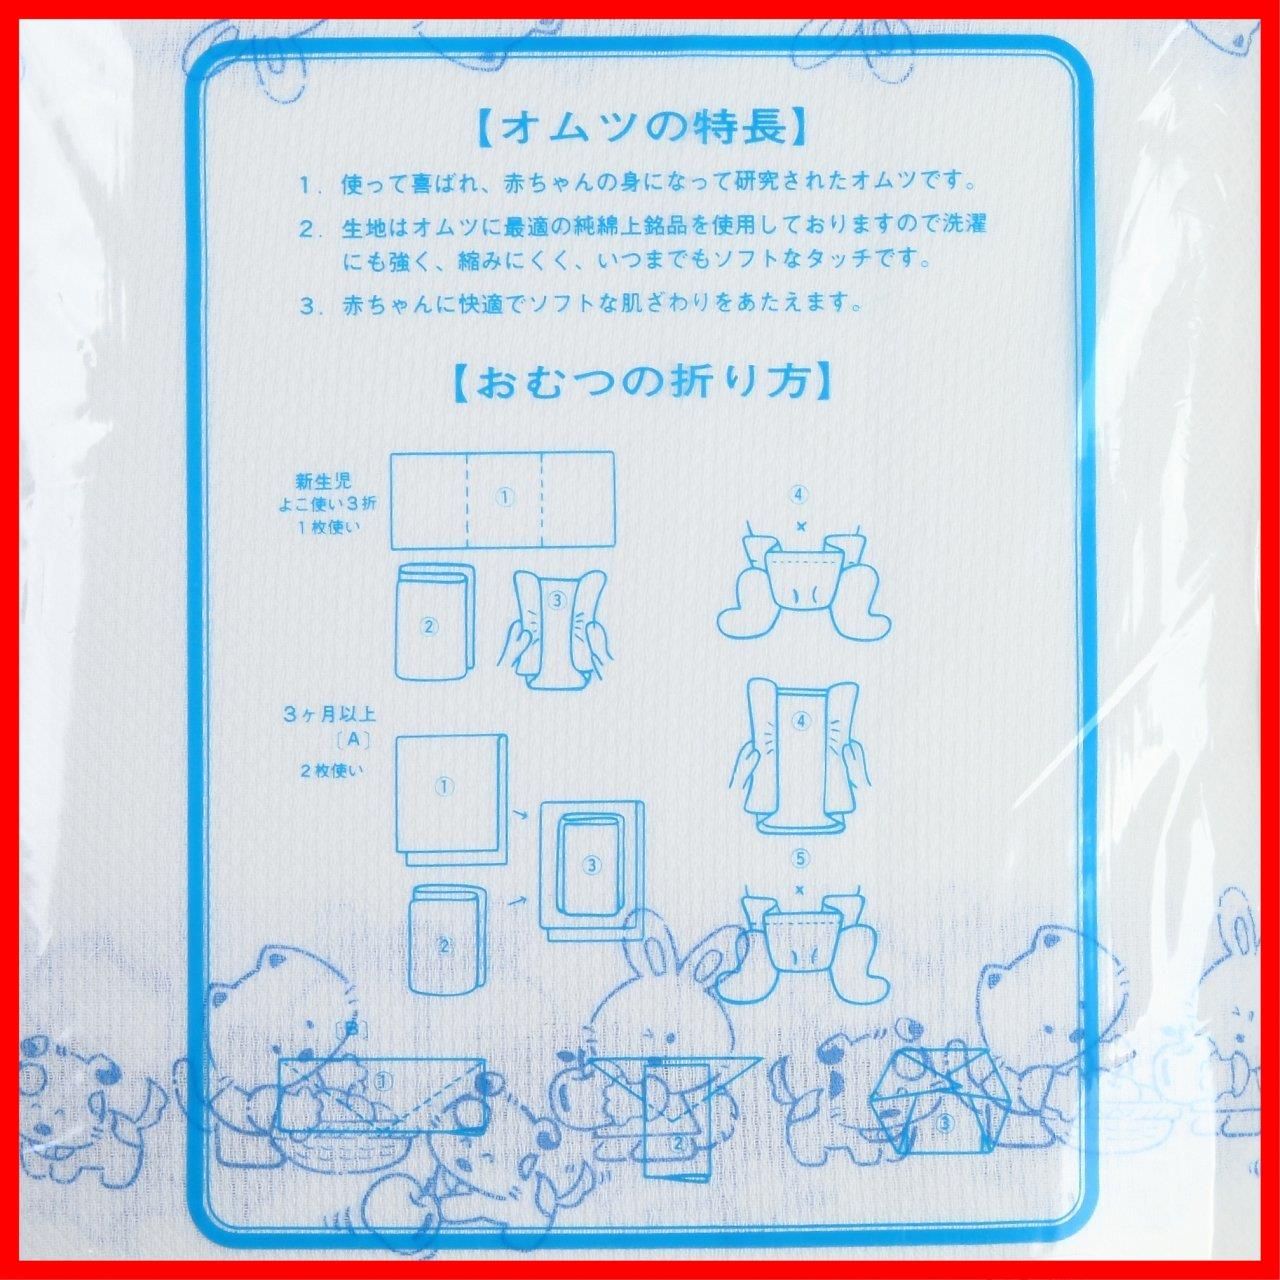 【オムツの特長】
1．使って喜ばれ、赤ちゃんの身になって研究されたオムツです。
2．生地はオムツに最適の純綿上銘品を使用しておりますので洗濯
にも強く、縮みにくく、いつまでもソフトなタッチです。
3．赤ちゃんに快適でソフトな肌ざわりをあたえます。
【おむつの折り方】
新生児
よこ使い3折
1枚使い
①
②
③
④
3ヶ月以上
〔A〕
2枚使い
①
②
③
④
⑤
〔B〕
①
②
③